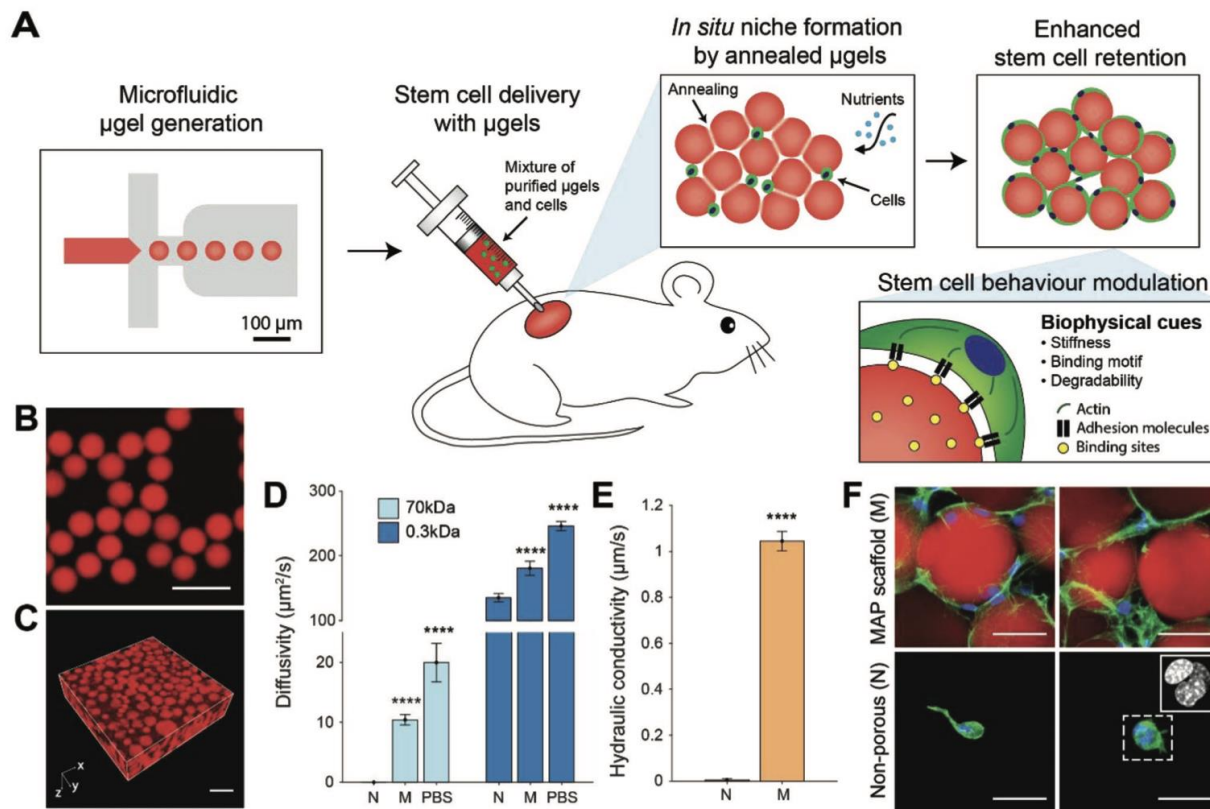 A
Microfluidic
μgel generation
100 μm
Stem cell delivery
with μgels
Mixture of
purified μgels
and cells
In situ niche formation
by annealed μgels
Annealing
Nutrients
Cells
Enhanced
stem cell retention
Stem cell behaviour modulation
Biophysical cues
• Stiffness
• Binding motif
• Degradability
Actin
Adhesion molecules
Binding sites
B
C
x
y
z
D
Diffusivity (μm²/s)
300
200
100
20
10
0
70kDa
0.3kDa
****
****
****
****
N
M
PBS
N
M
PBS
E
Hydraulic conductivity (μm/s)
1.2
1
0.8
0.6
0.4
0.2
0
****
N
M
F
MAP scaffold (M)
Non-porous (N)